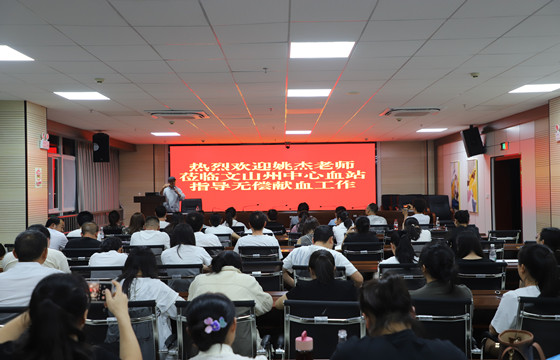 热烈欢迎姚杰老师
莅临文山州中心血站
指导无偿献血工作